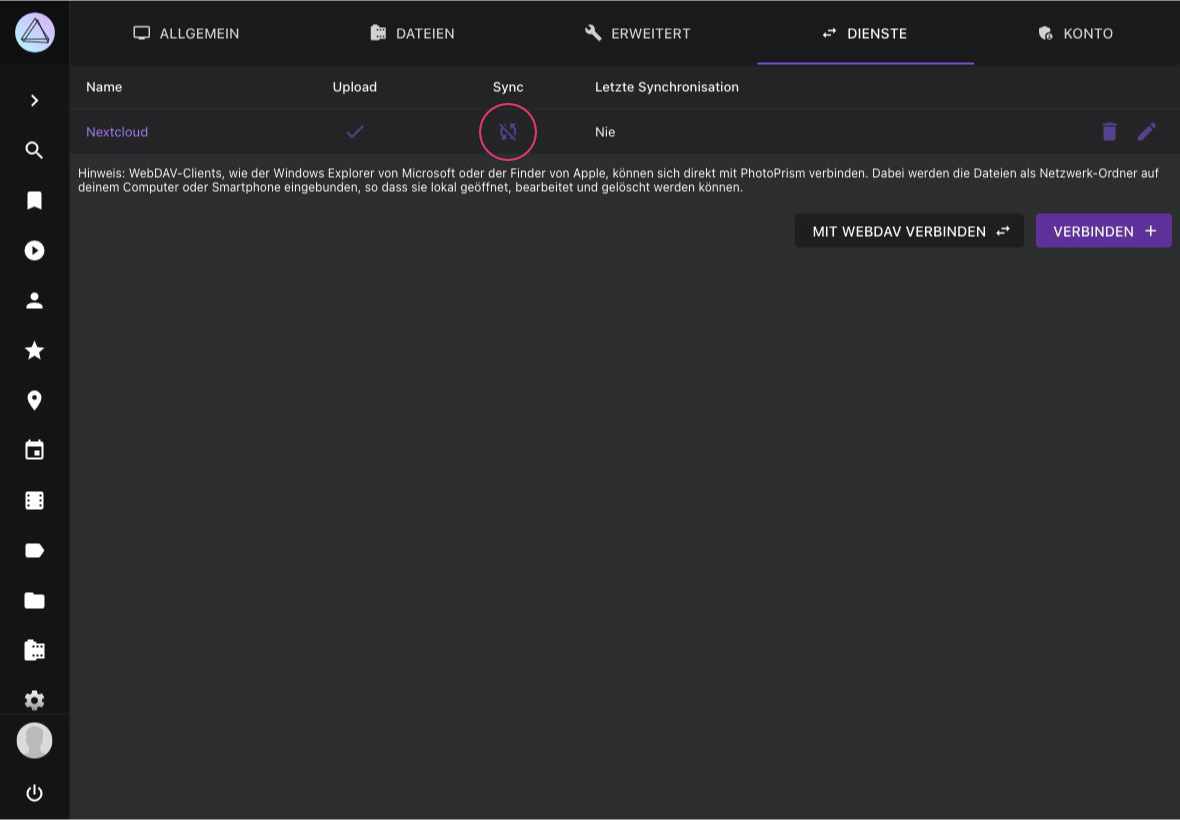 ALLGEMEIN
DATEIEN
ERWEITERT
DIENSTE
KONTO
Name
Upload
Sync
Letzte Synchronisation
Nextcloud
Nie
Hinweis: WebDAV-Clients, wie der Windows Explorer von Microsoft oder der Finder von Apple, können sich direkt mit PhotoPrism verbinden. Dabei werden die Dateien als Netzwerk-Ordner auf
deinem Computer oder Smartphone eingebunden, so dass sie lokal geöffnet, bearbeitet und gelöscht werden können.
MIT WEBDAV VERBINDEN
VERBINDEN